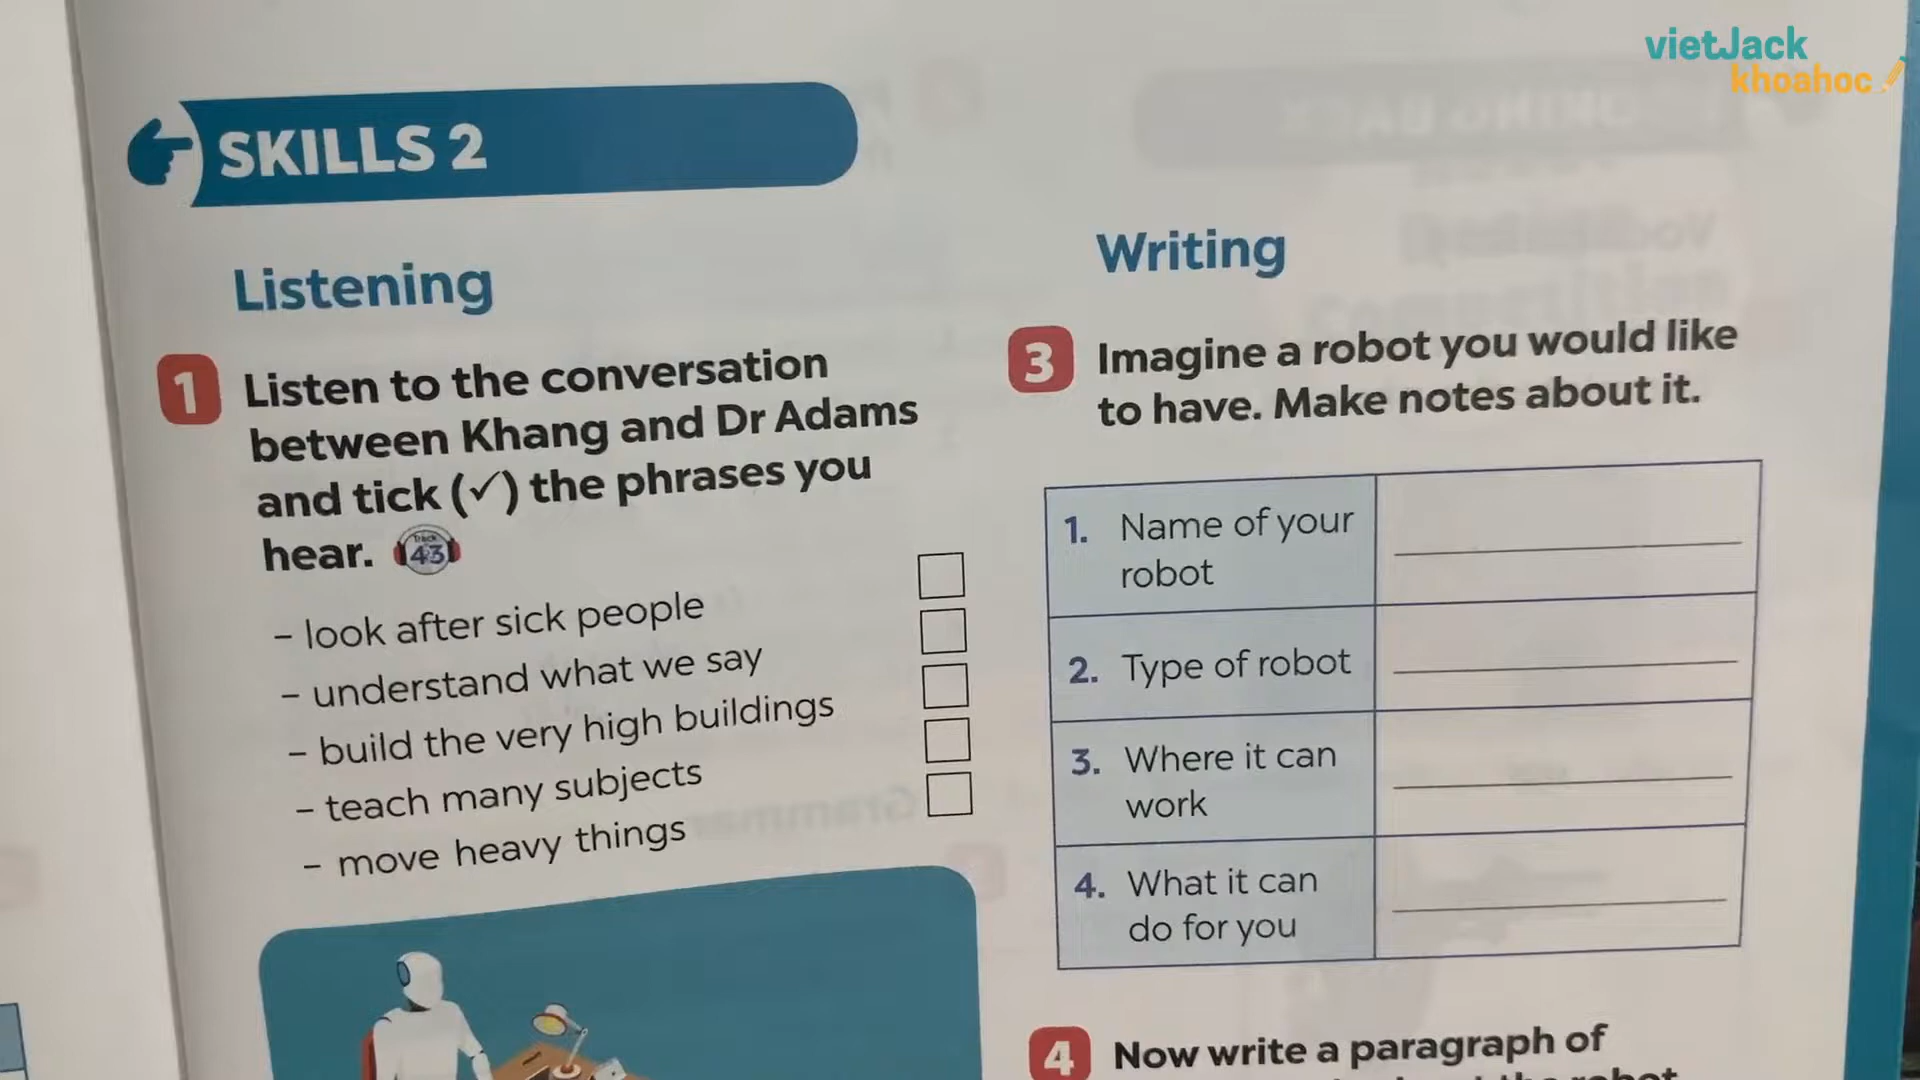 vietJack
khoahoc
SKILLS 2
Listening
1 Listen to the conversation
between Khang and Dr Adams
and tick (✓) the phrases you
hear. Track 43
– look after sick people
– understand what we say
– build the very high buildings
– teach many subjects
– move heavy things
Writing
3 Imagine a robot you would like
to have. Make notes about it.
1. Name of your
robot
2. Type of robot
3. Where it can
work
4. What it can
do for you
4 Now write a paragraph of